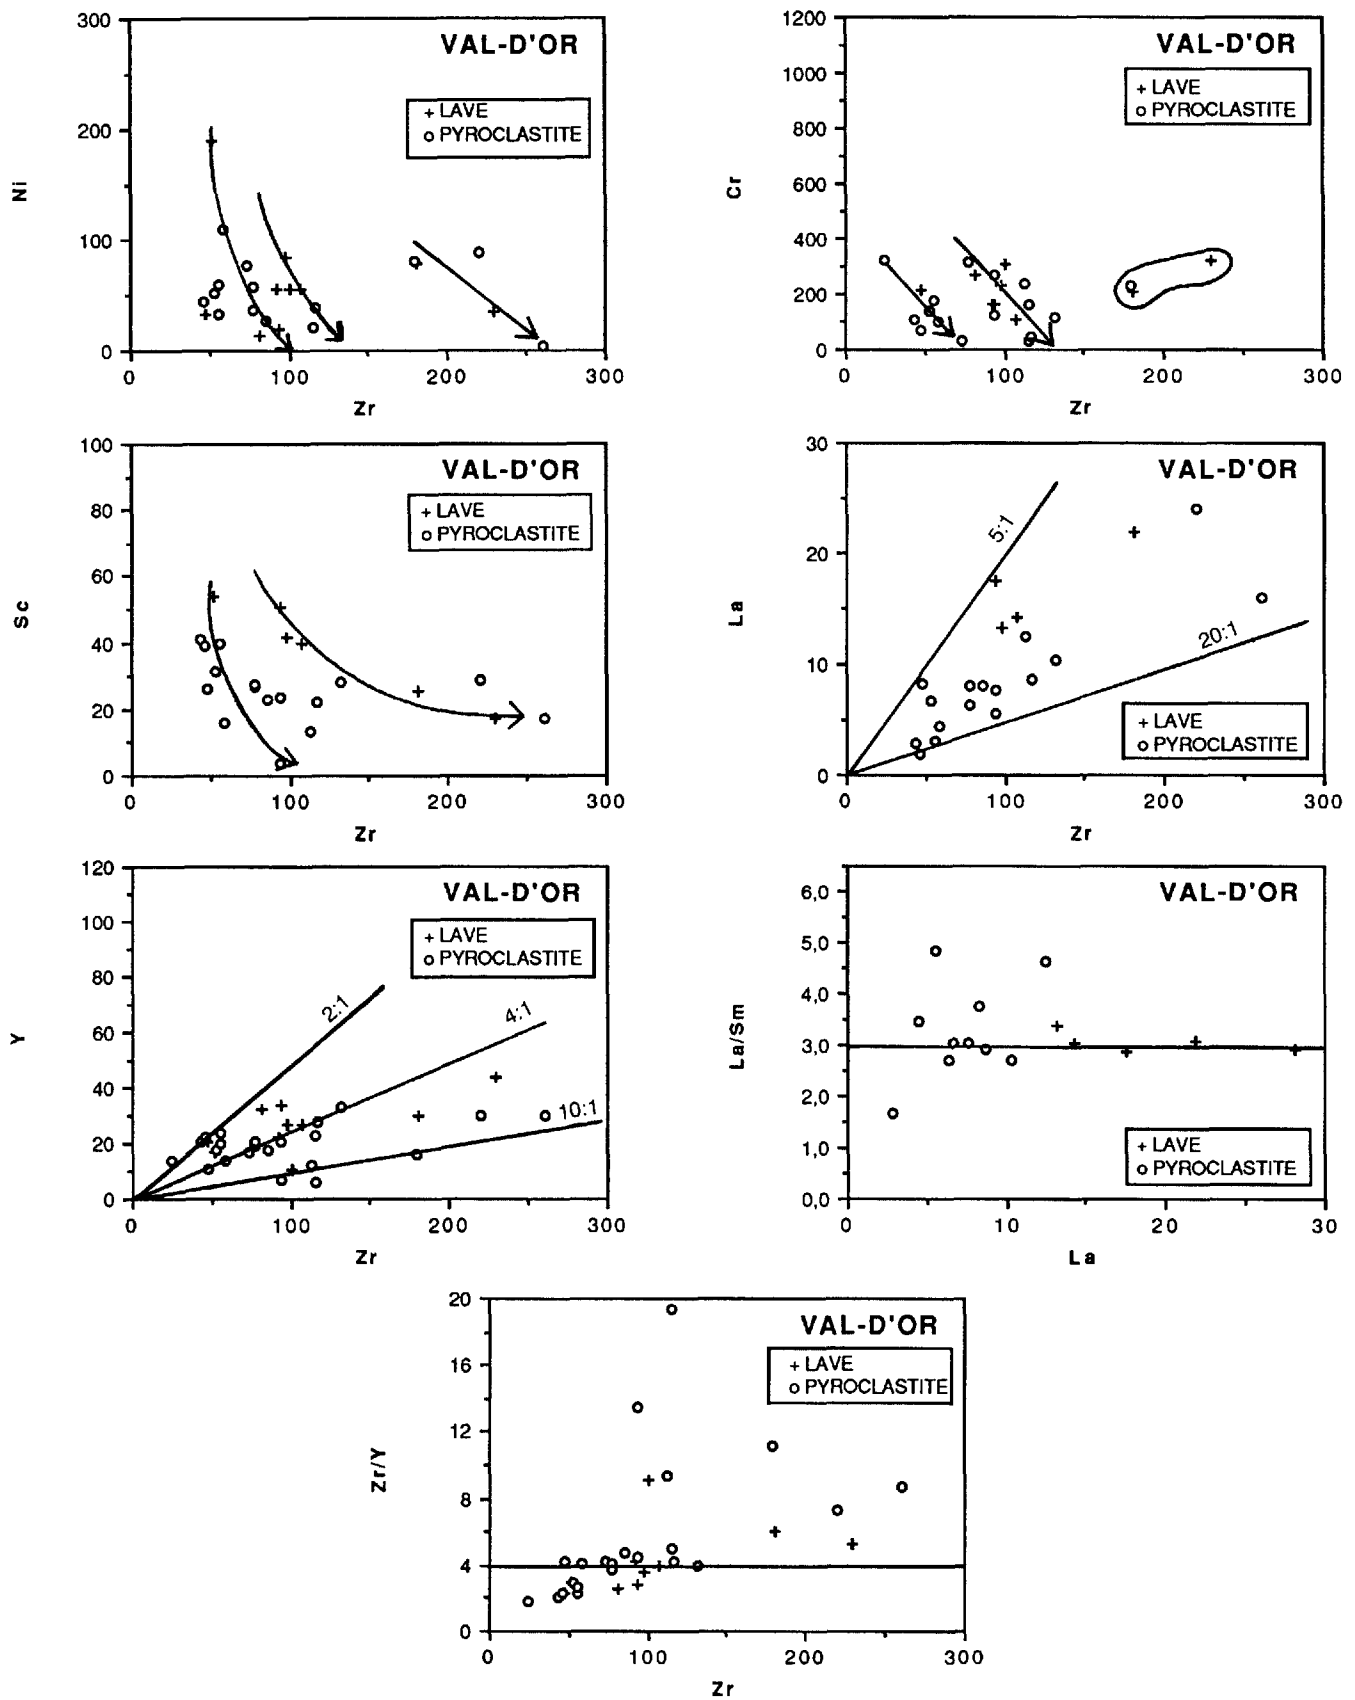 VAL-D'OR
+ LAVE
o PYROCLASTITE
300
200
100
0
Ni
0 100 200 300
Zr
VAL-D'OR
+ LAVE
o PYROCLASTITE
1200
1000
800
600
400
200
0
Cr
0 100 200 300
Zr
VAL-D'OR
+ LAVE
o PYROCLASTITE
100
80
60
40
20
0
Sc
0 100 200 300
Zr
VAL-D'OR
5:1
20:1
+ LAVE
o PYROCLASTITE
30
20
10
0
La
0 100 200 300
Zr
VAL-D'OR
+ LAVE
o PYROCLASTITE
2:1
4:1
10:1
120
100
80
60
40
20
0
Y
0 100 200 300
Zr
VAL-D'OR
+ LAVE
o PYROCLASTITE
6,0
5,0
4,0
3,0
2,0
1,0
0,0
La/Sm
0 10 20 30
La
VAL-D'OR
+ LAVE
o PYROCLASTITE
20
16
12
8
4
0
Zr/Y
0 100 200 300
Zr